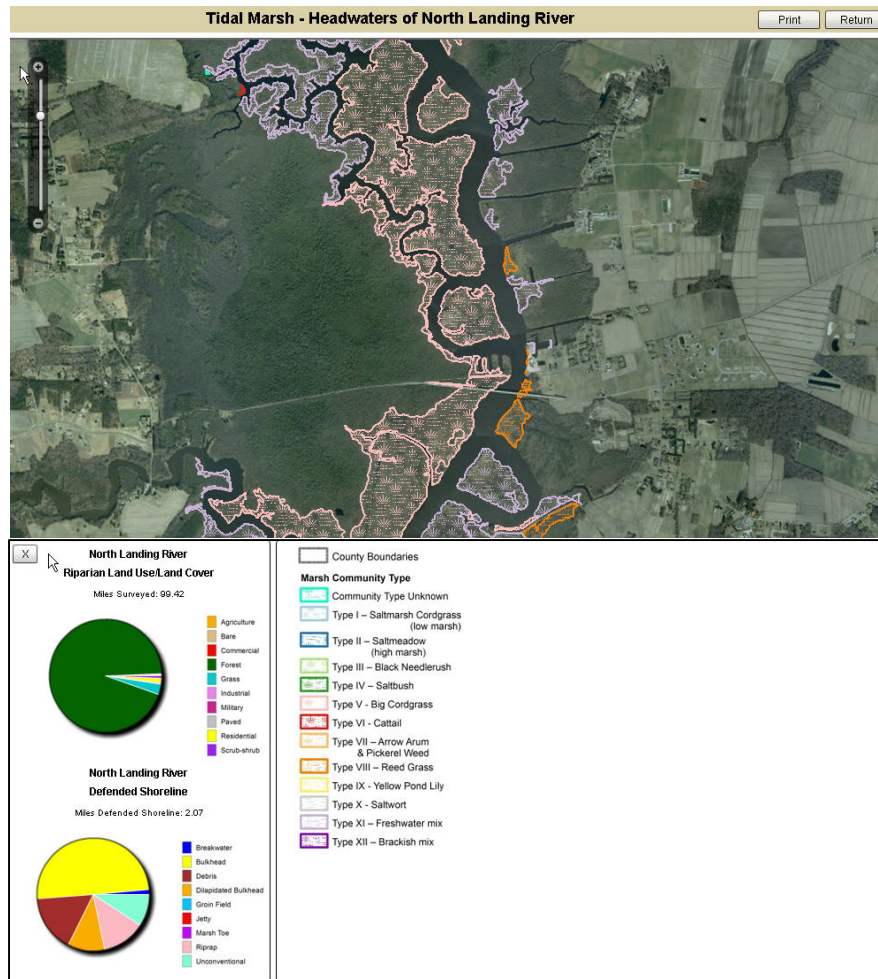 Tidal Marsh - Headwaters of North Landing River
Print
Return
X
North Landing River
Riparian Land Use/Land Cover
Miles Surveyed: 99.42
Agriculture
Bare
Commercial
Forest
Grass
Industrial
Military
Paved
Residential
Scrub-shrub
North Landing River
Defended Shoreline
Miles Defended Shoreline: 2.07
Breakwater
Bulkhead
Debris
Dilapidated Bulkhead
Groin Field
Jetty
Marsh Toe
Riprap
Unconventional
County Boundaries
Marsh Community Type
Community Type Unknown
Type I – Saltmarsh Cordgrass
(low marsh)
Type II – Saltmeadow
(high marsh)
Type III – Black Needlerush
Type IV – Saltbush
Type V - Big Cordgrass
Type VI - Cattail
Type VII – Arrow Arum
& Pickerel Weed
Type VIII – Reed Grass
Type IX - Yellow Pond Lily
Type X - Saltwort
Type XI – Freshwater mix
Type XII – Brackish mix